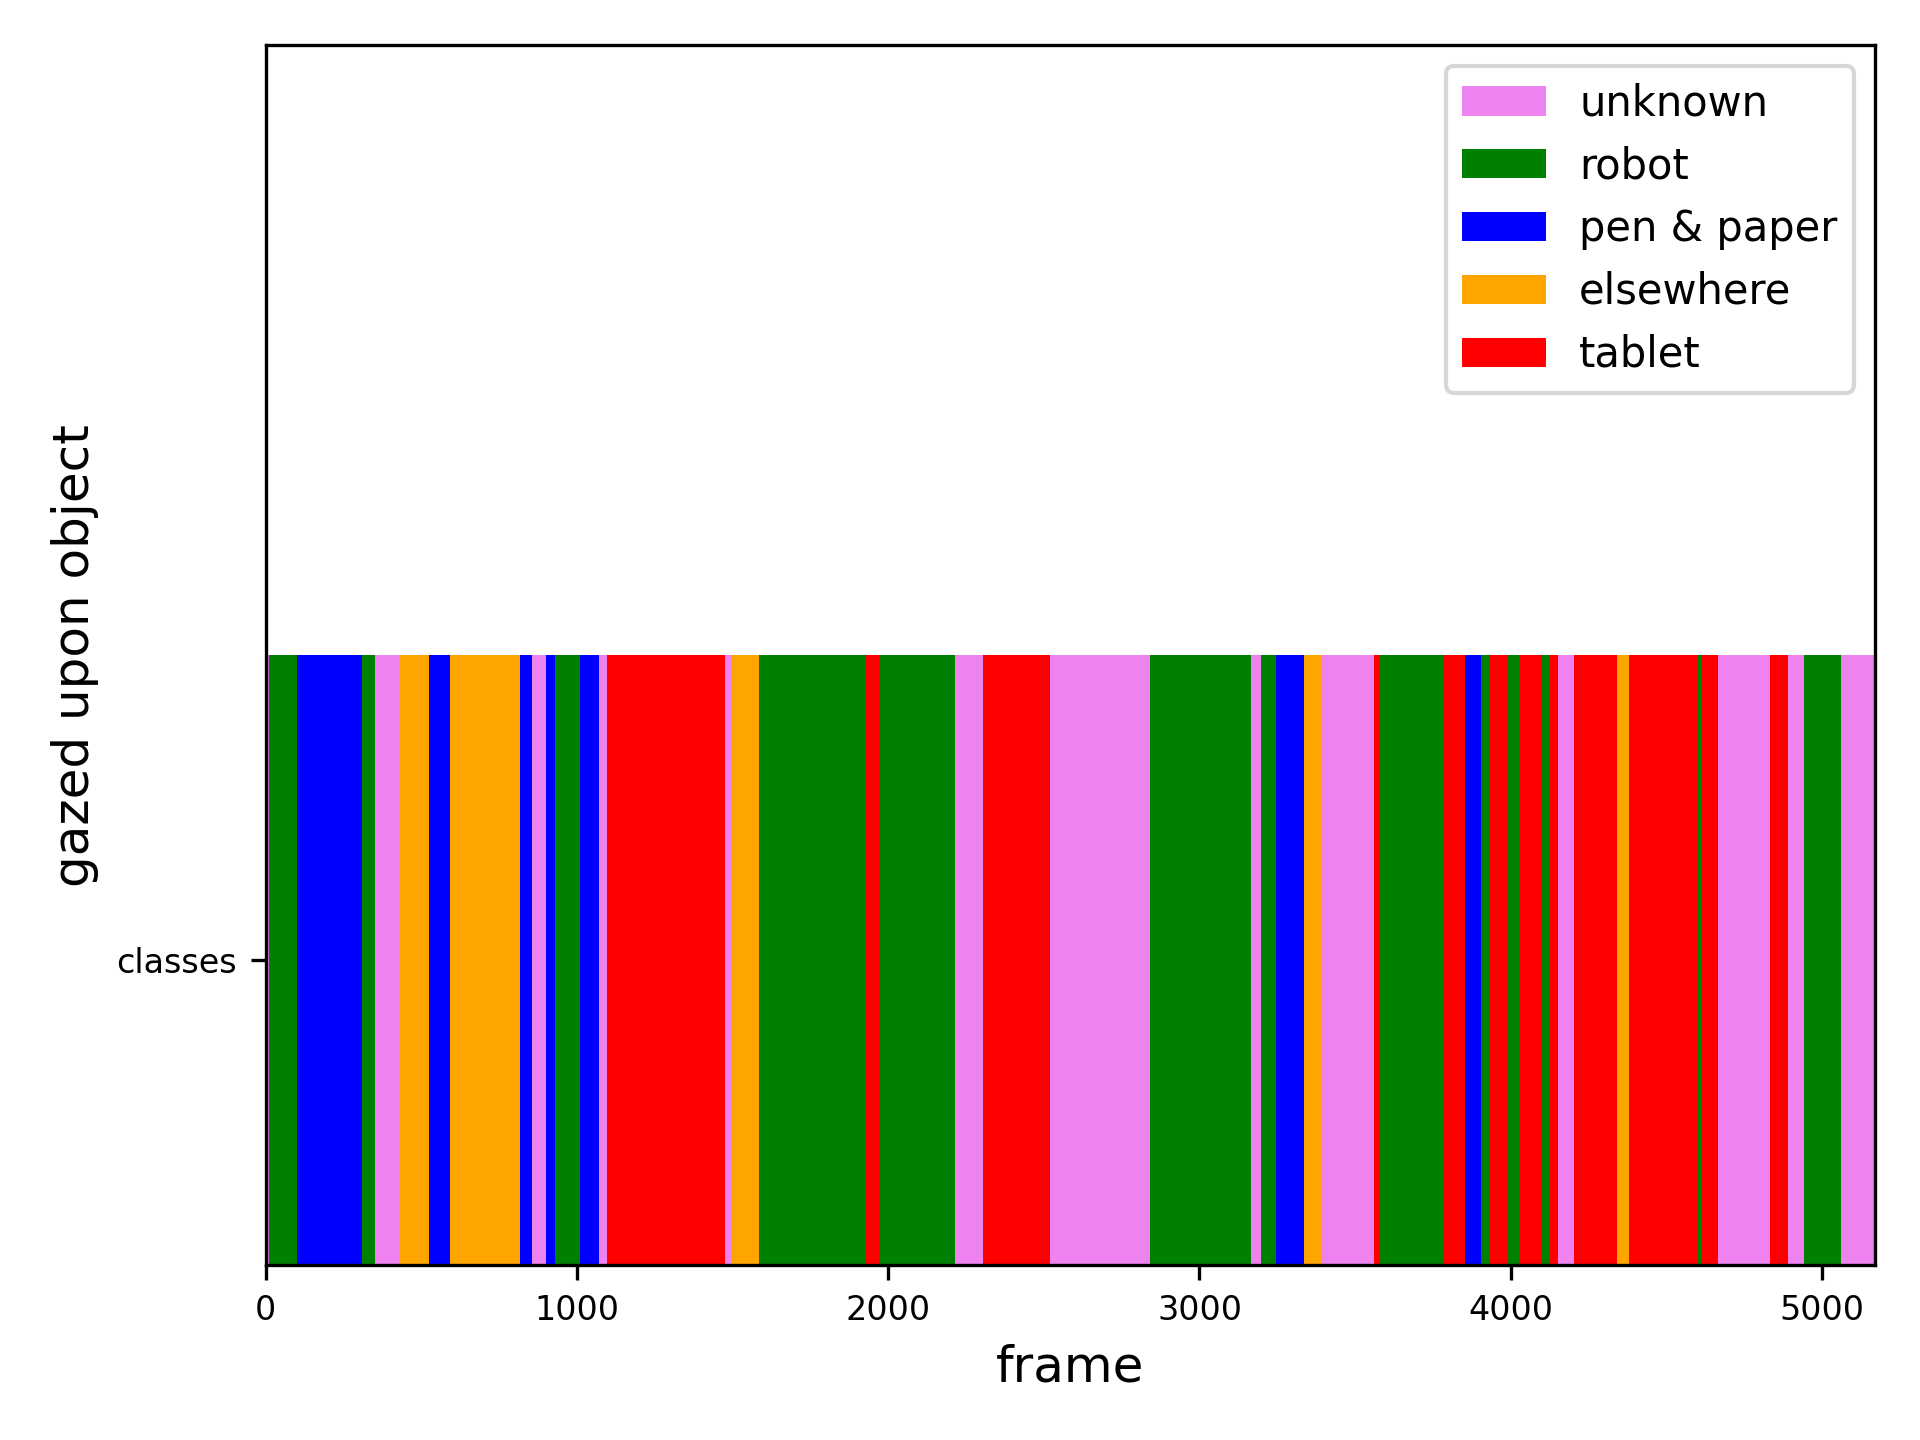 unknown
robot
pen & paper
elsewhere
tablet
gazed upon object
classes
0 1000 2000 3000 4000 5000
frame